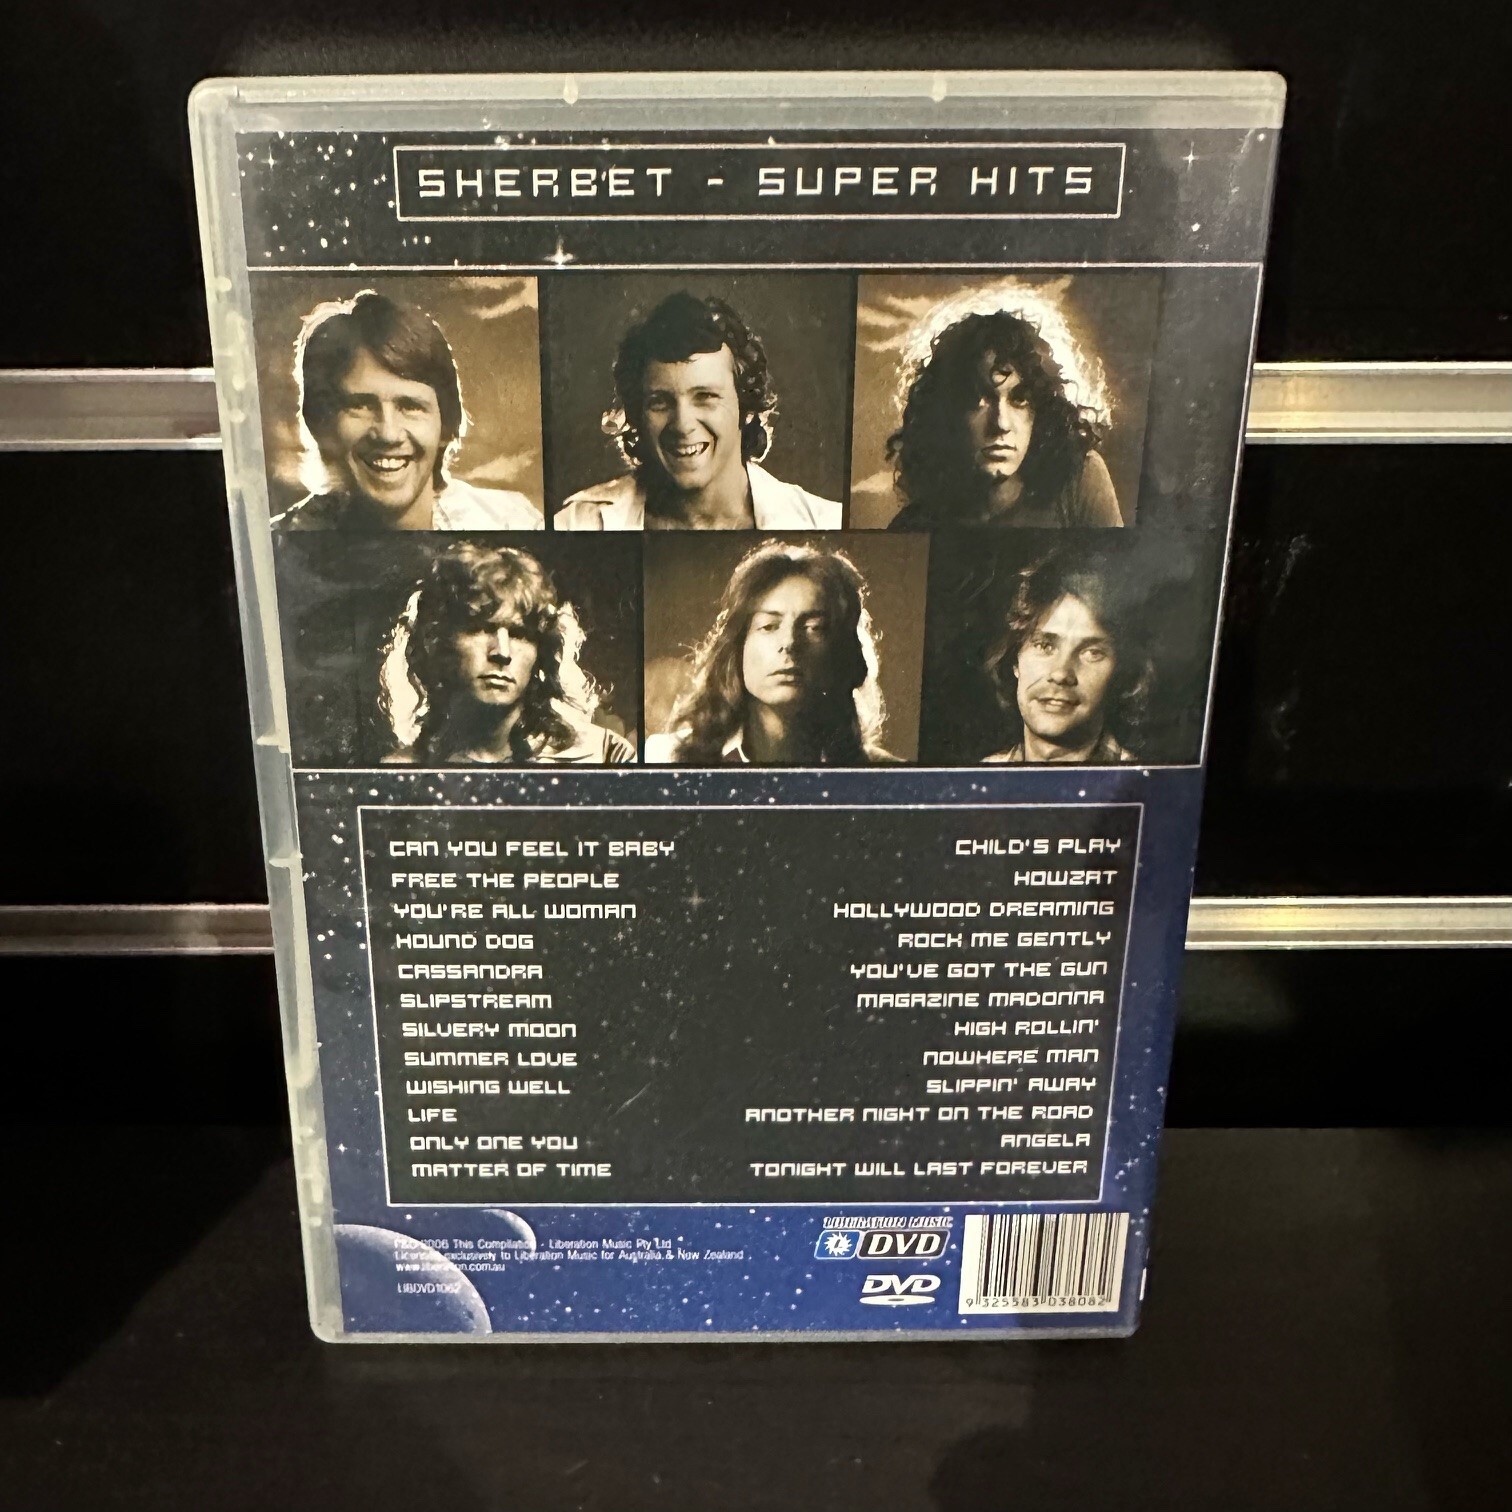 SHERBET - SUPER HITS
CAN YOU FEEL IT BABY
FREE THE PEOPLE
YOU'RE ALL WOMAN
HOUND DOG
CASSANDRA
SLIPSTREAM
SILVERY MOON
SUMMER LOVE
WISHING WELL
LIFE
ONLY ONE YOU
MATTER OF TIME
CHILD'S PLAY
HOWZAT
HOLLYWOOD DREAMING
ROCK ME GENTLY
YOU'VE GOT THE GUN
MAGAZINE MADONNA
HIGH ROLLIN'
NOWHERE MAN
SLIPPIN' AWAY
ANOTHER NIGHT ON THE ROAD
ANGELA
TONIGHT WILL LAST FOREVER
2006 This Compilation - Liberation Music Pty Ltd
Licensed exclusively to Liberation Music for Australia & New Zealand
www.liberation.com.au
LIBDVD1062
LIBERATION MUSIC
DVD
DVD
9 325583 038082